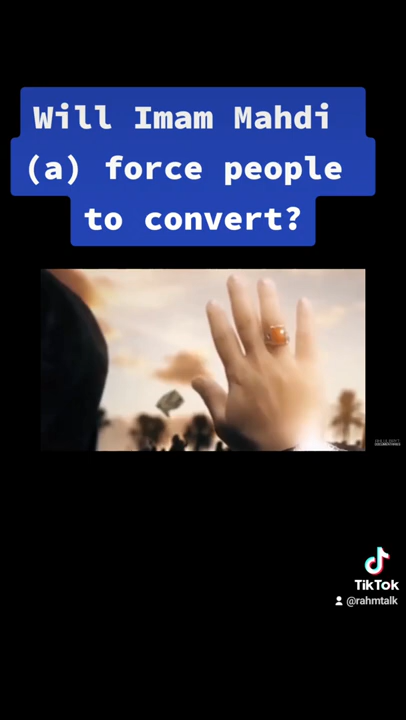 Will Imam Mahdi
(a) force people
to convert?
TikTok
@rahmtalk